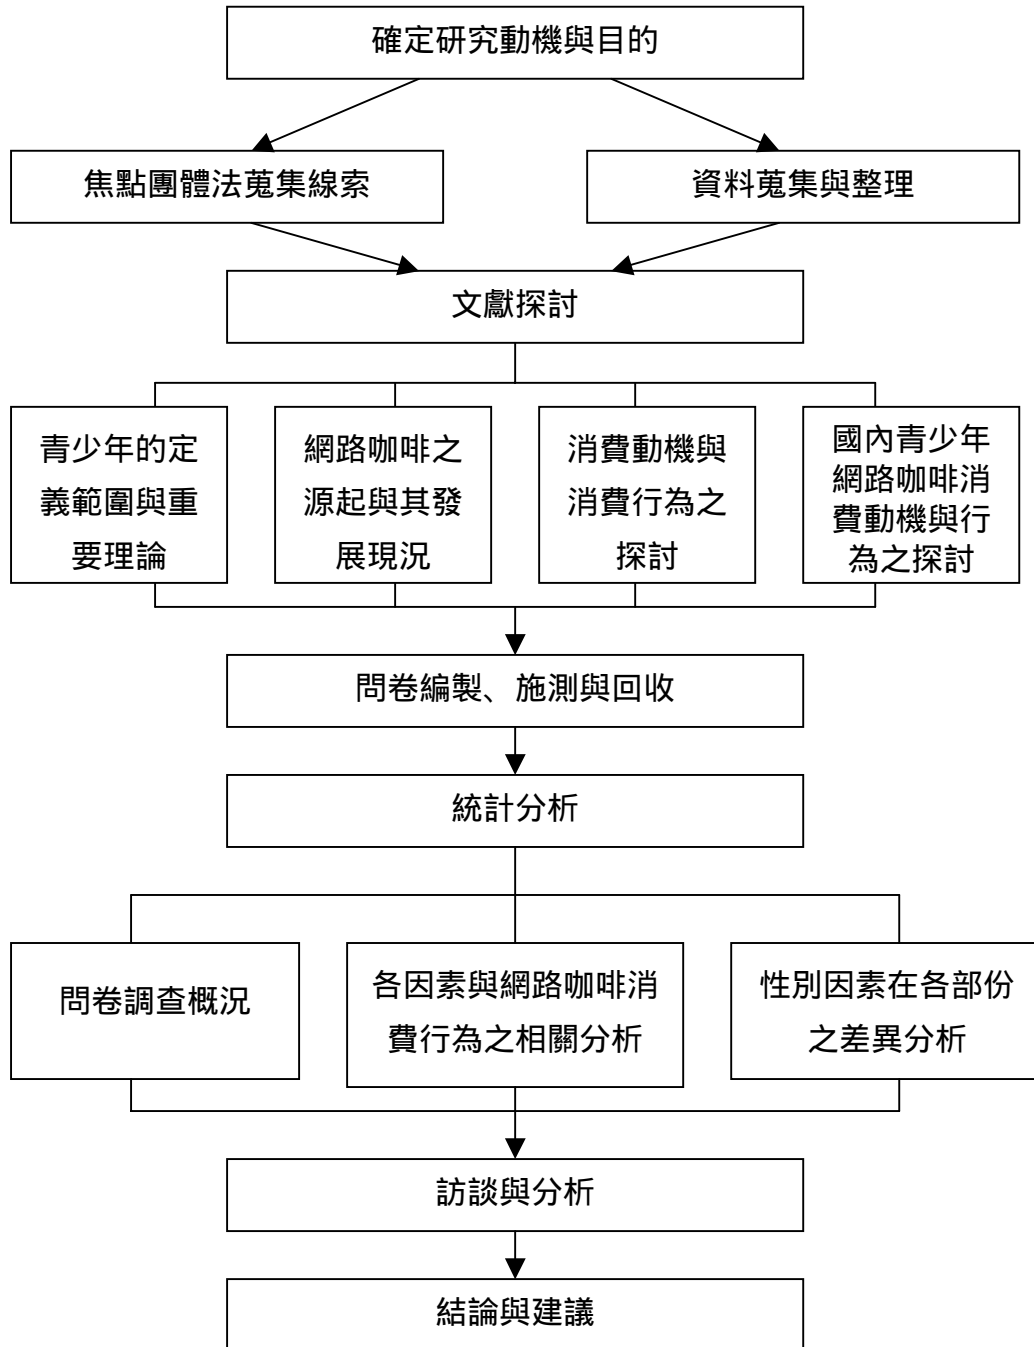 確定研究動機與目的
焦點團體法蒐集線索
資料蒐集與整理
文獻探討
青少年的定
義範圍與重
要理論
網路咖啡之
源起與其發
展現況
消費動機與
消費行為之
探討
國內青少年
網路咖啡消
費動機與行
為之探討
問卷編製、施測與回收
統計分析
問卷調查概況
各因素與網路咖啡消
費行為之相關分析
性別因素在各部份
之差異分析
訪談與分析
結論與建議